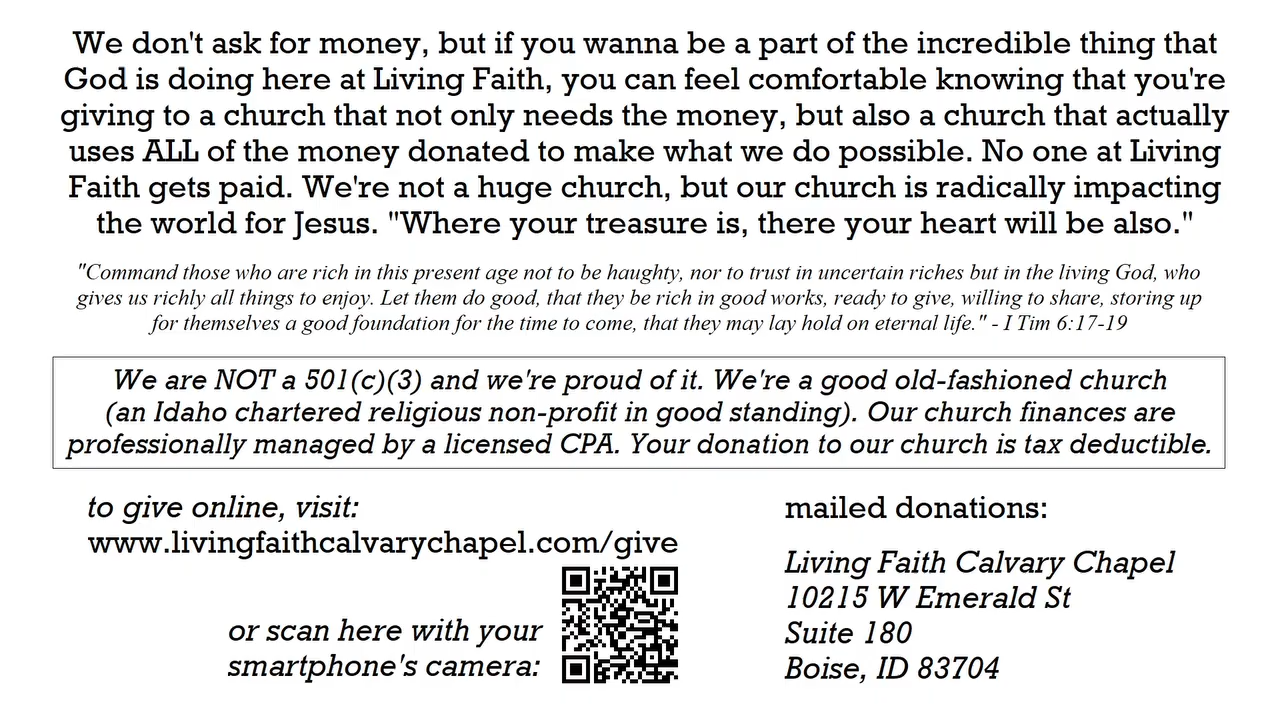 We don't ask for money, but if you wanna be a part of the incredible thing that
God is doing here at Living Faith, you can feel comfortable knowing that you're
giving to a church that not only needs the money, but also a church that actually
uses ALL of the money donated to make what we do possible. No one at Living
Faith gets paid. We're not a huge church, but our church is radically impacting
the world for Jesus. "Where your treasure is, there your heart will be also."
"Command those who are rich in this present age not to be haughty, nor to trust in uncertain riches but in the living God, who
gives us richly all things to enjoy. Let them do good, that they be rich in good works, ready to give, willing to share, storing up
for themselves a good foundation for the time to come, that they may lay hold on eternal life." - I Tim 6:17-19
We are NOT a 501(c)(3) and we're proud of it. We're a good old-fashioned church
(an Idaho chartered religious non-profit in good standing). Our church finances are
professionally managed by a licensed CPA. Your donation to our church is tax deductible.
to give online, visit:
www.livingfaithcalvarychapel.com/give
or scan here with your
smartphone's camera:
mailed donations:
Living Faith Calvary Chapel
10215 W Emerald St
Suite 180
Boise, ID 83704